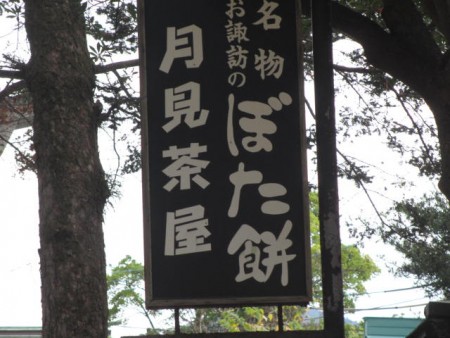 名物
お諏訪の
ぼた餅
月見茶屋